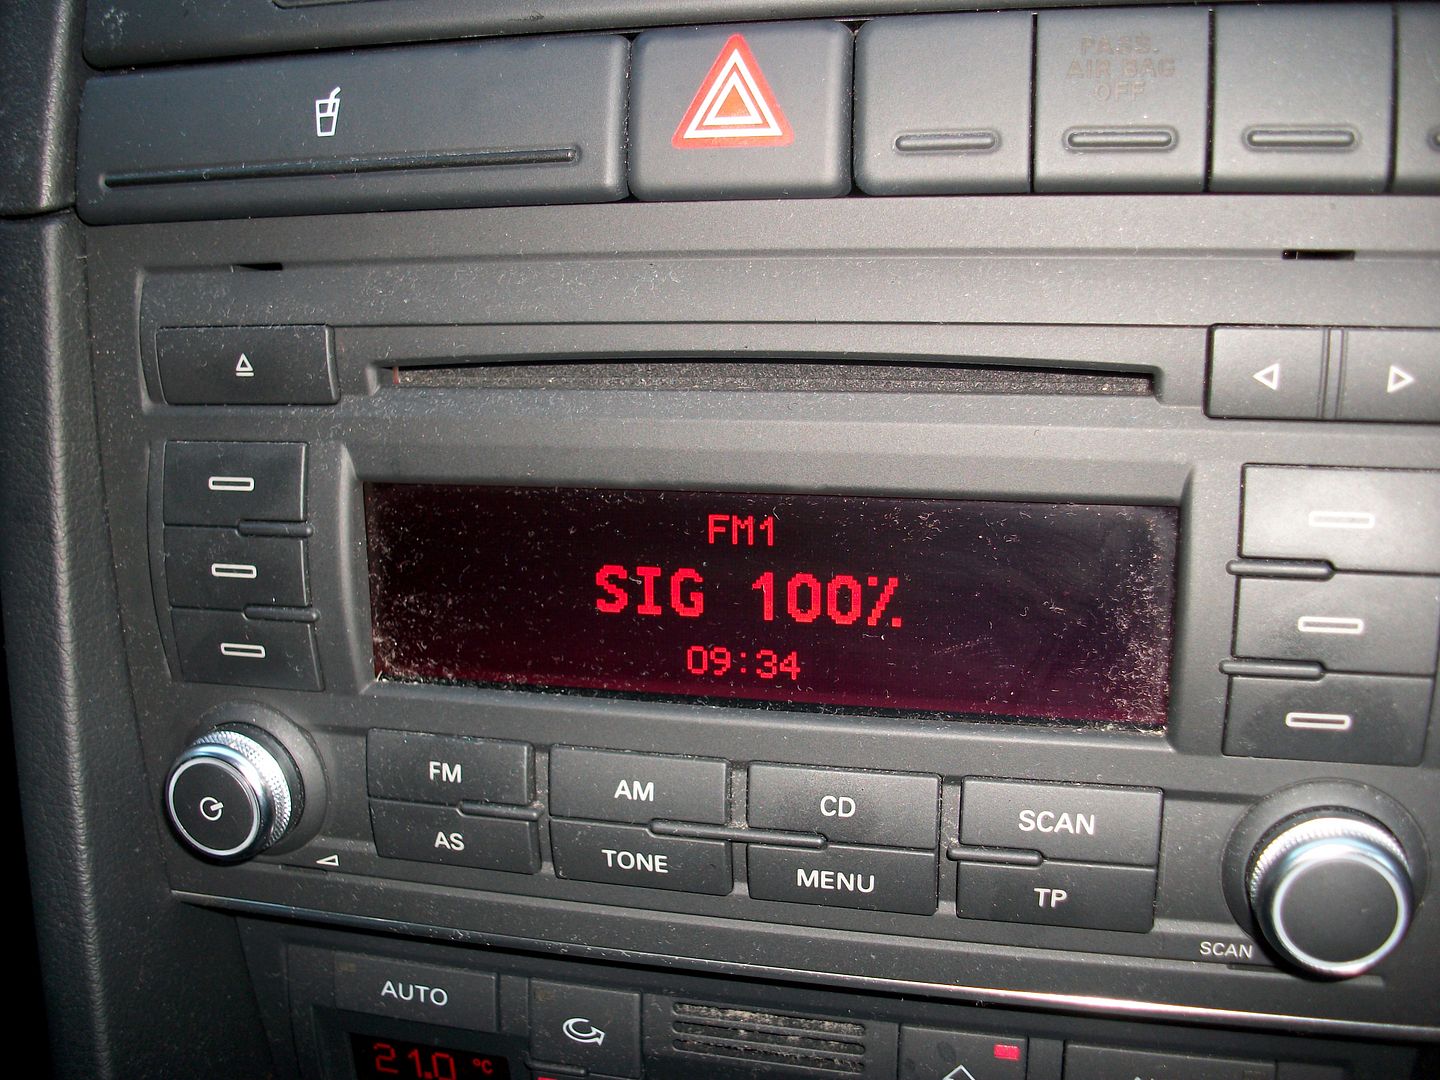 PASS.
AIR BAG
OFF
FM1
SIG 100%
09:34
FM
AM
CD
SCAN
AS
TONE
MENU
TP
SCAN
AUTO
21.0 °C